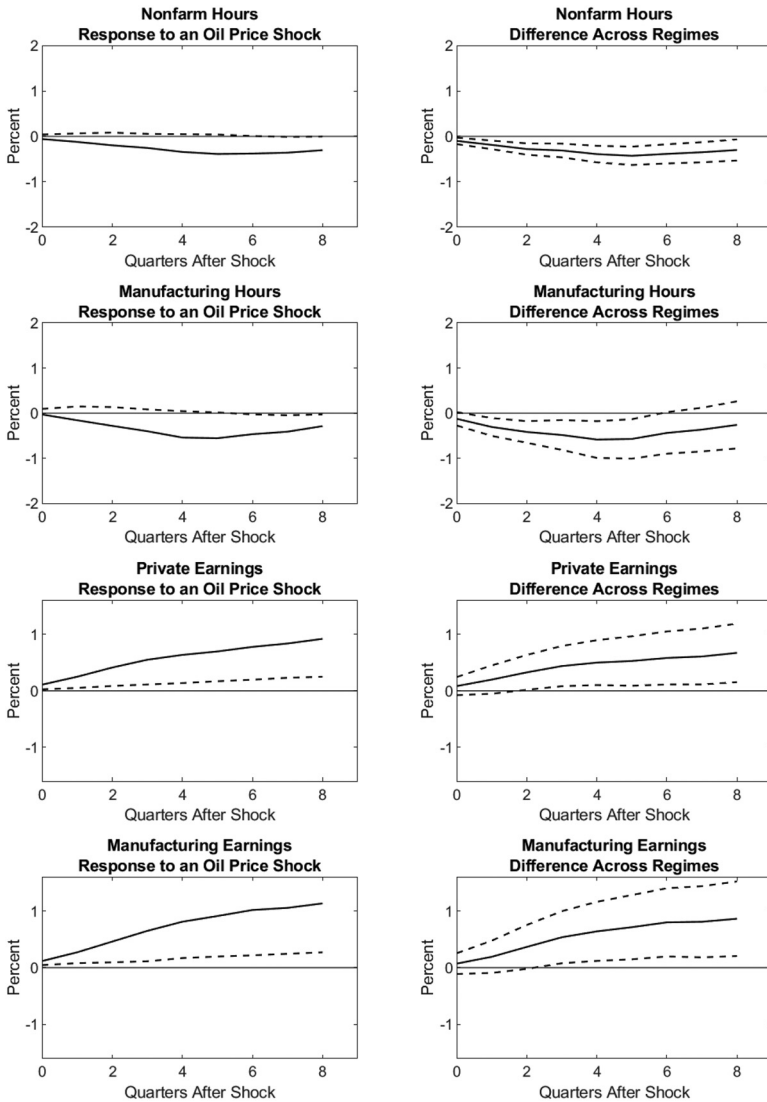 Nonfarm Hours
Response to an Oil Price Shock
2
1
0
-1
-2
Percent
0 2 4 6 8
Quarters After Shock
Nonfarm Hours
Difference Across Regimes
2
1
0
-1
-2
Percent
0 2 4 6 8
Quarters After Shock
Manufacturing Hours
Response to an Oil Price Shock
2
1
0
-1
-2
Percent
0 2 4 6 8
Quarters After Shock
Manufacturing Hours
Difference Across Regimes
2
1
0
-1
-2
Percent
0 2 4 6 8
Quarters After Shock
Private Earnings
Response to an Oil Price Shock
1
0
-1
Percent
0 2 4 6 8
Quarters After Shock
Private Earnings
Difference Across Regimes
1
0
-1
Percent
0 2 4 6 8
Quarters After Shock
Manufacturing Earnings
Response to an Oil Price Shock
1
0
-1
Percent
0 2 4 6 8
Quarters After Shock
Manufacturing Earnings
Difference Across Regimes
1
0
-1
Percent
0 2 4 6 8
Quarters After Shock